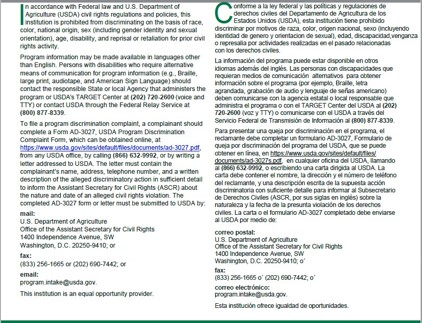 In accordance with Federal law and U.S. Department of
Agriculture (USDA) civil rights regulations and policies, this
institution is prohibited from discriminating on the basis of race,
color, national origin, sex (including gender identity and sexual
orientation), age, disability, and reprisal or retaliation for prior civil
rights activity.
Program information may be made available in languages other
than English. Persons with disabilities who require alternative
means of communication for program information (e.g., Braille,
large print, audiotape, and American Sign Language) should
contact the responsible State or local Agency that administers the
program or USDA's TARGET Center at (202) 720-2600 (voice and
TTY) or contact USDA through the Federal Relay Service at
(800) 877-8339.
To file a program discrimination complaint, a complainant should
complete a Form AD-3027, USDA Program Discrimination
Complaint Form, which can be obtained online, at
https://www.usda.gov/sites/default/files/documents/ad-3027.pdf,
from any USDA office, by calling (866) 632-9992, or by writing a
letter addressed to USDA. The letter must contain the
complainant's name, address, telephone number, and a written
description of the alleged discriminatory action in sufficient detail
to inform the Assistant Secretary for Civil Rights (ASCR) about
the nature and date of an alleged civil rights violation. The
completed AD-3027 form or letter must be submitted to USDA by:
mail:
U.S. Department of Agriculture
Office of the Assistant Secretary for Civil Rights
1400 Independence Avenue, SW
Washington, D.C. 20250-9410; or
fax:
(833) 256-1665 or (202) 690-7442; or
email:
program.intake@usda.gov.
This institution is an equal opportunity provider.
Conforme a la ley federal y las políticas y regulaciones de
derechos civiles del Departamento de Agricultura de los
Estados Unidos (USDA), esta institución tiene prohibido
discriminar por motivos de raza, color, origen nacional, sexo (incluyendo
identidad de genero y orientación de sexual), edad, discapacidad,venganza
o represalia por actividades realizadas en el pasado relacionadas
con los derechos civiles.
La información del programa puede estar disponible en otros
idiomas además del inglés. Las personas con discapacidades que
requieran medios de comunicación alternativos para obtener
información sobre el programa (por ejemplo, Braille, letra
agrandada, grabación de audio y lenguaje de señas americano)
deben comunicarse con la agencia estatal o local responsable que
administra el programa o con el TARGET Center del USDA al (202)
720-2600 (voz y TTY) o comunicarse con el USDA a través del
Servicio Federal de Transmisión de Información al (800) 877-8339.
Para presentar una queja por discriminación en el programa, el
reclamante debe completar un formulario AD-3027, Formulario de
queja por discriminación del programa del USDA, que se puede
obtener en línea, en https://www.usda.gov/sites/default/files/
documents/ad-3027s.pdf, en cualquier oficina del USDA, llamando
al (866) 632-9992, o escribiendo una carta dirigida al USDA. La
carta debe contener el nombre, la dirección y el número de teléfono
del reclamante, y una descripción escrita de la supuesta acción
discriminatoria con suficiente detalle para informar al Subsecretario
de Derechos Civiles (ASCR, por sus siglas en inglés) sobre la
naturaleza y la fecha de la presunta violación de los derechos
civiles. La carta o el formulario AD-3027 completado debe enviarse
al USDA por medio de:
correo postal:
U.S. Department of Agriculture
Office of the Assistant Secretary for Civil Rights
1400 Independence Avenue, SW
Washington, D.C. 20250-9410; o'
fax:
(833) 256-1665 o' (202) 690-7442; o'
correo electrónico:
program.intake@usda.gov.
Esta institución ofrece igualdad de oportunidades.